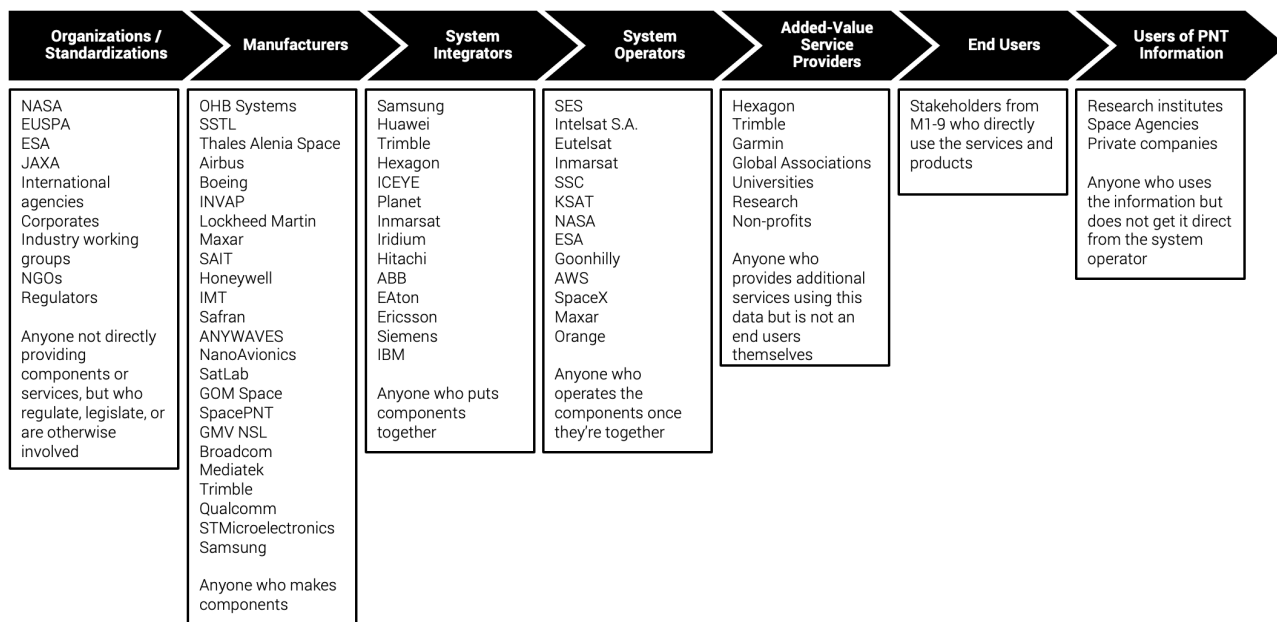 Organizations /
Standardizations
Manufacturers
System
Integrators
System
Operators
Added-Value
Service
Providers
End Users
Users of PNT
Information
NASA
EUSPA
ESA
JAXA
International
agencies
Corporates
Industry working
groups
NGOs
Regulators
Anyone not directly
providing
components or
services, but who
regulate, legislate, or
are otherwise
involved
OHB Systems
SSTL
Thales Alenia Space
Airbus
Boeing
INVAP
Lockheed Martin
Maxar
SAIT
Honeywell
IMT
Safran
ANYWAVES
NanoAvionics
SatLab
GOM Space
SpacePNT
GMV NSL
Broadcom
Mediatek
Trimble
Qualcomm
STMicroelectronics
Samsung
Anyone who makes
components
Samsung
Huawei
Trimble
Hexagon
ICEYE
Planet
Inmarsat
Iridium
Hitachi
ABB
EAton
Ericsson
Siemens
IBM
Anyone who puts
components
together
SES
Intelsat S.A.
Eutelsat
Inmarsat
SSC
KSAT
NASA
ESA
Goonhilly
AWS
SpaceX
Maxar
Orange
Anyone who
operates the
components once
they're together
Hexagon
Trimble
Garmin
Global Associations
Universities
Research
Non-profits
Anyone who
provides additional
services using this
data but is not an
end users
themselves
Stakeholders from
M1-9 who directly
use the services and
products
Research institutes
Space Agencies
Private companies
Anyone who uses
the information but
does not get it direct
from the system
operator